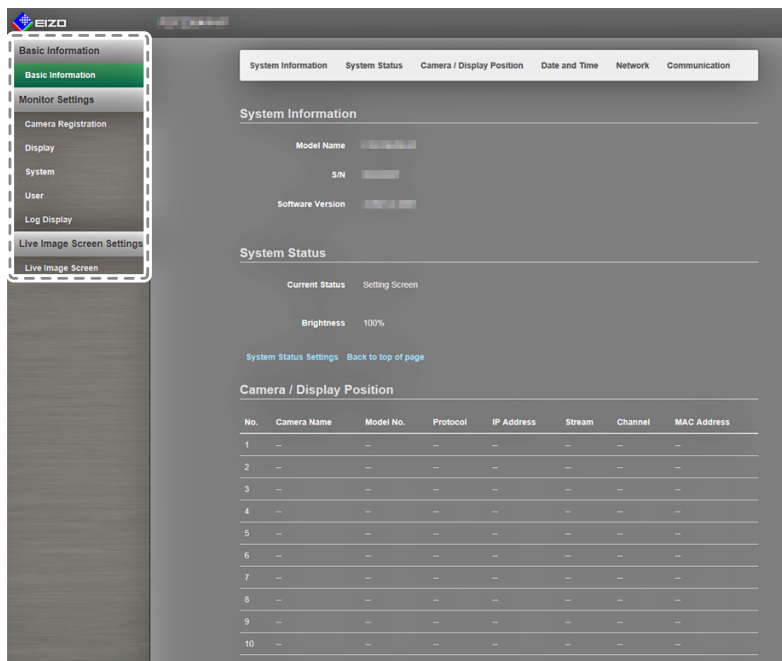 EIZO
Basic Information
Basic Information
Monitor Settings
Camera Registration
Display
System
User
Log Display
Live Image Screen Settings
Live Image Screen
System Information System Status Camera / Display Position Date and Time Network Communication
System Information
Model Name
S/N
Software Version
System Status
Current Status Setting Screen
Brightness 100%
System Status Settings Back to top of page
Camera / Display Position
No. Camera Name Model No. Protocol IP Address Stream Channel MAC Address
1 -- -- -- -- -- -- --
2 -- -- -- -- -- -- --
3 -- -- -- -- -- -- --
4 -- -- -- -- -- -- --
5 -- -- -- -- -- -- --
6 -- -- -- -- -- -- --
7 -- -- -- -- -- -- --
8 -- -- -- -- -- -- --
9 -- -- -- -- -- -- --
10 -- -- -- -- -- -- --